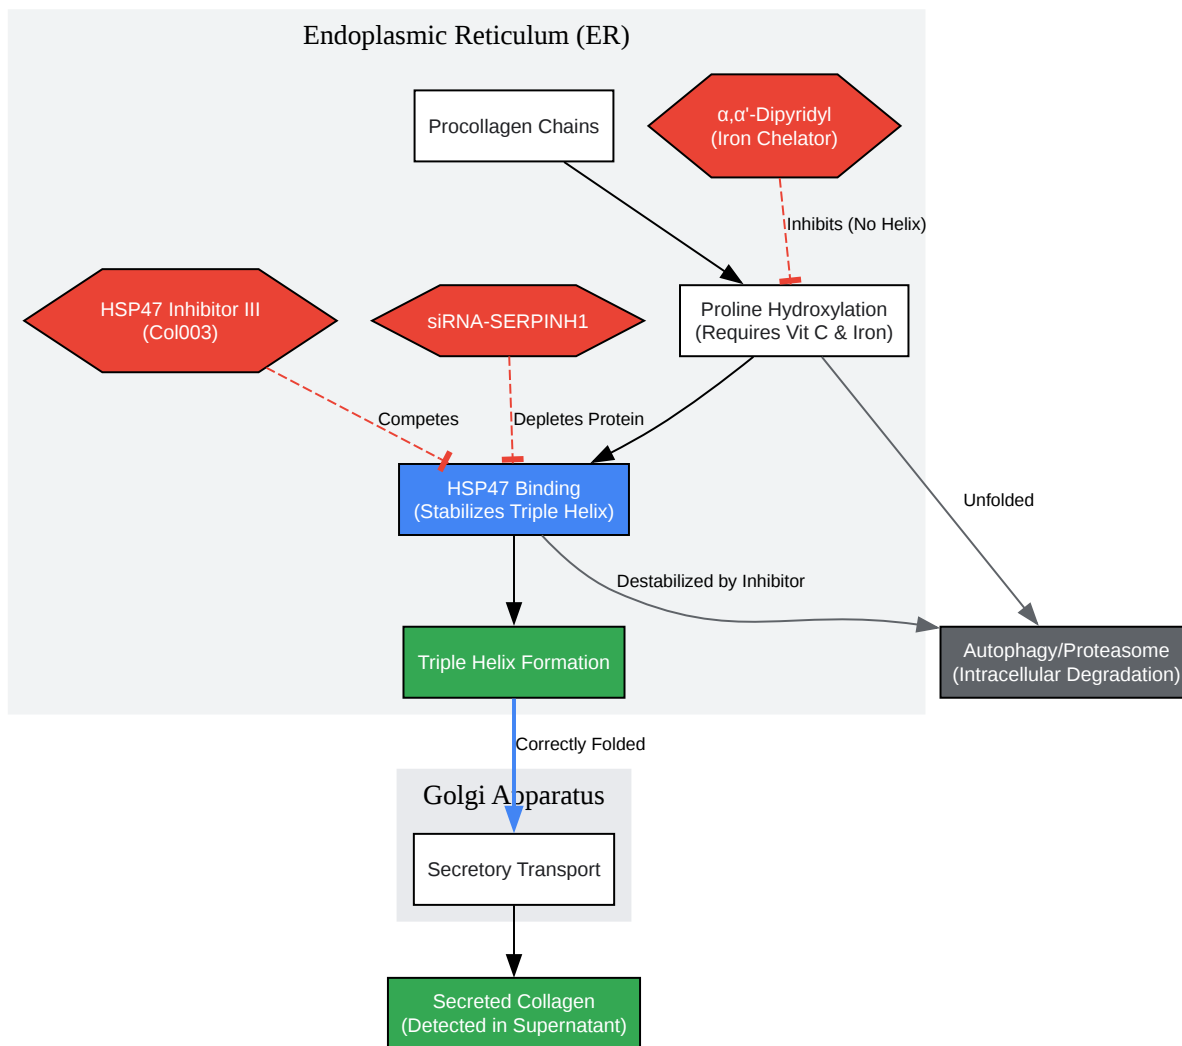 Endoplasmic Reticulum (ER)
Procollagen Chains
α,α'-Dipyridyl
(Iron Chelator)
Inhibits (No Helix)
HSP47 Inhibitor III
(Col003)
siRNA-SERPINH1
Proline Hydroxylation
(Requires Vit C & Iron)
Competes
Depletes Protein
HSP47 Binding
(Stabilizes Triple Helix)
Unfolded
Destabilized by Inhibitor
Triple Helix Formation
Autophagy/Proteasome
(Intracellular Degradation)
Correctly Folded
Golgi Apparatus
Secretory Transport
Secreted Collagen
(Detected in Supernatant)